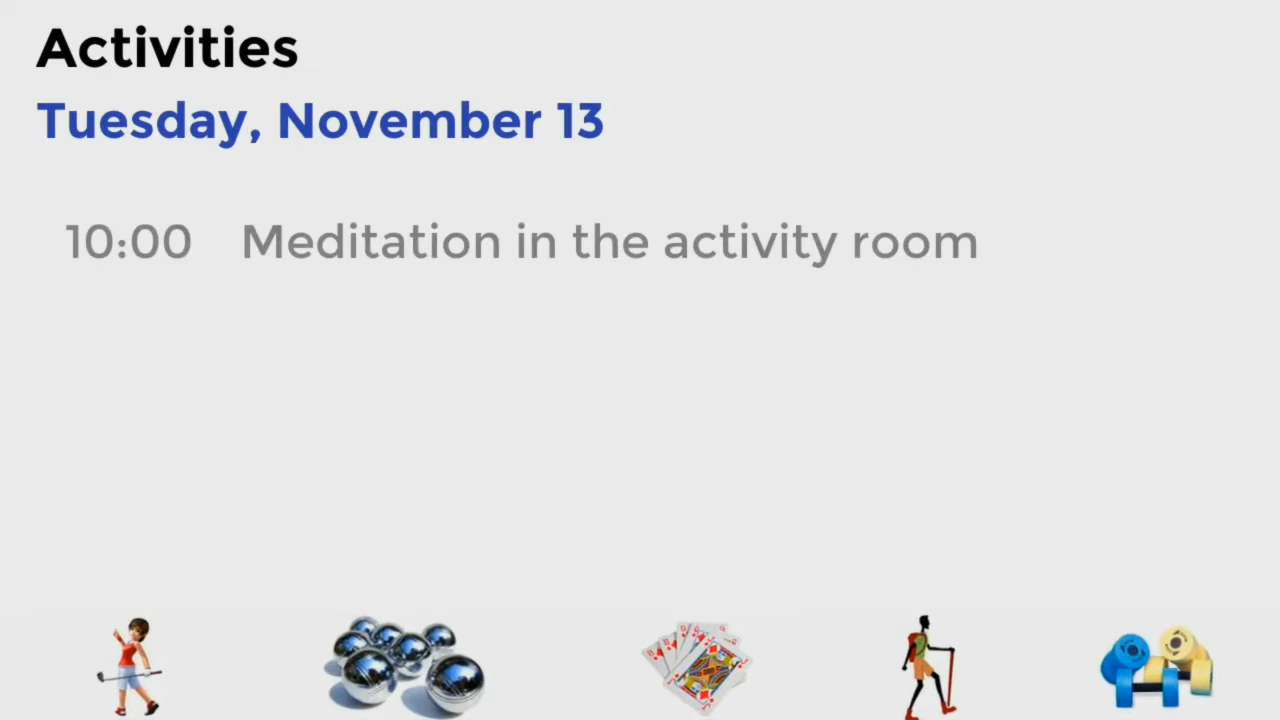 Activities
Tuesday, November 13
10:00 Meditation in the activity room